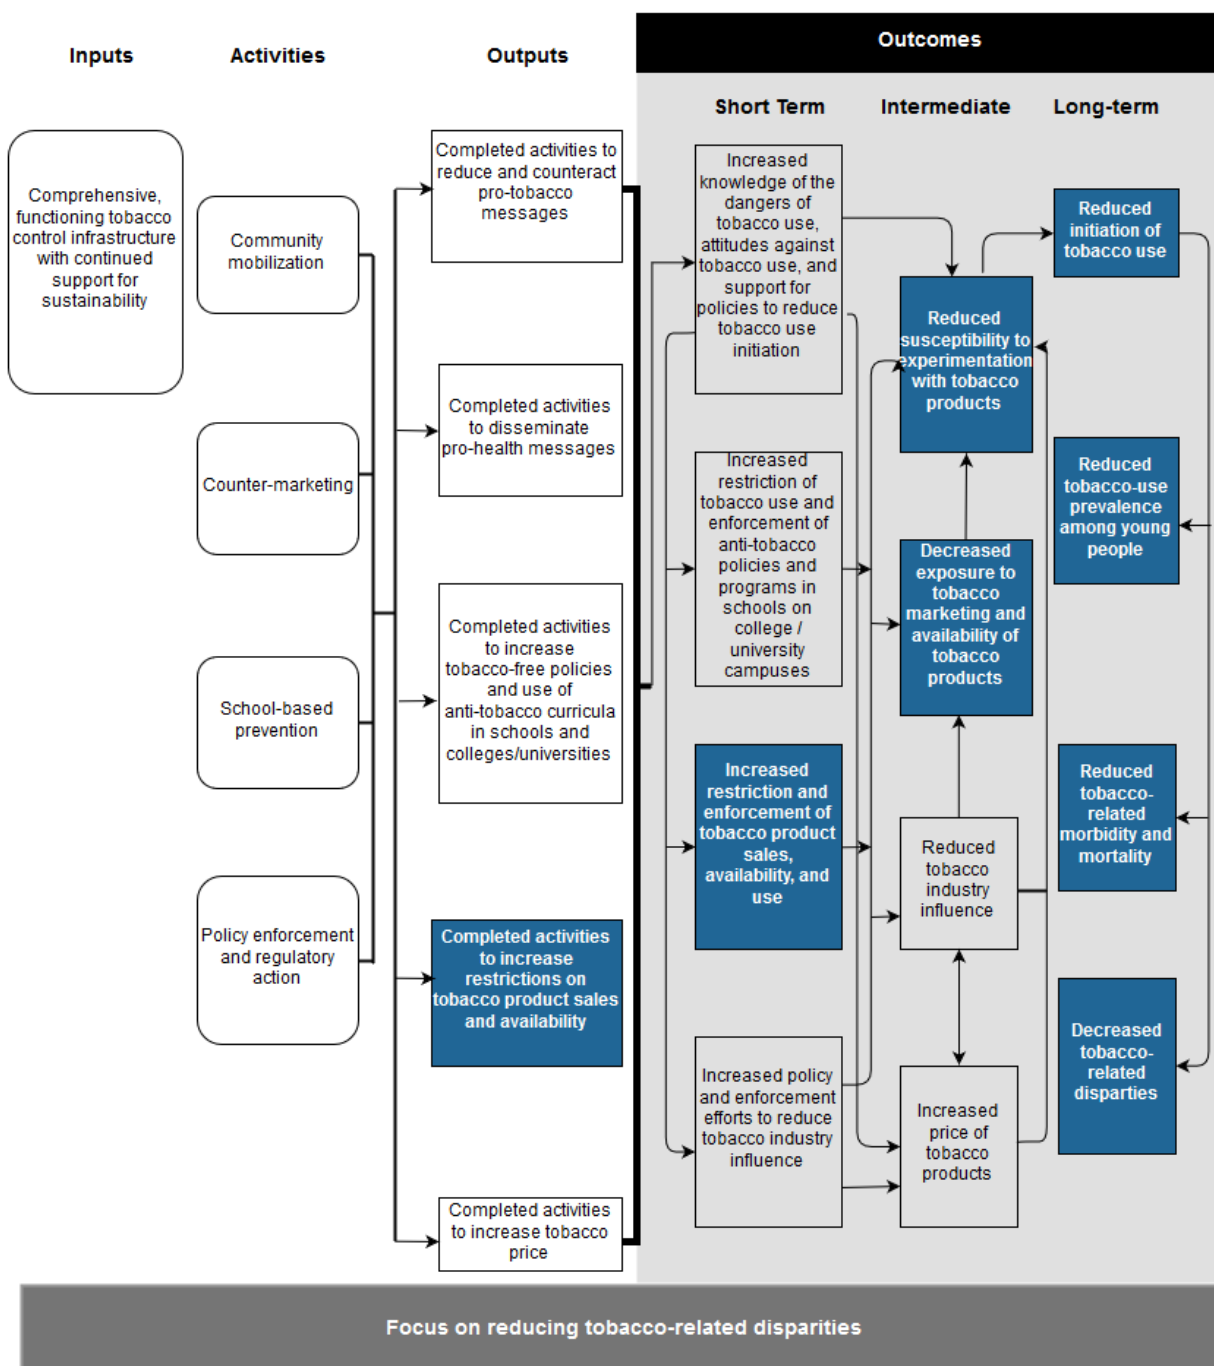 Outcomes
Inputs
Activities
Outputs
Short Term
Intermediate
Long-term
Comprehensive,
functioning tobacco
control infrastructure
with continued
support for
sustainability
Community
mobilization
Counter-marketing
School-based
prevention
Policy enforcement
and regulatory
action
Completed activities to
reduce and counteract
pro-tobacco
messages
Completed activities
to disseminate
pro-health messages
Completed activities
to increase
tobacco-free policies
and use of
anti-tobacco curricula
in schools and
colleges/universities
Completed activities
to increase
restrictions on
tobacco product sales
and availability
Completed activities
to increase tobacco
price
Increased
knowledge of the
dangers of
tobacco use,
attitudes against
tobacco use, and
support for
policies to reduce
tobacco use
initiation
Increased
restriction of
tobacco use and
enforcement of
anti-tobacco
policies and
programs in
schools on
college /
university
campuses
Increased
restriction and
enforcement of
tobacco product
sales,
availability, and
use
Increased policy
and enforcement
efforts to reduce
tobacco industry
influence
Reduced
susceptibility to
experimentation
with tobacco
products
Decreased
exposure to
tobacco
marketing and
availability of
tobacco
products
Reduced
tobacco
industry
influence
Increased
price of
tobacco
products
Reduced
initiation of
tobacco use
Reduced
tobacco-use
prevalence
among young
people
Reduced
tobacco-
related
morbidity and
mortality
Decreased
tobacco-
related
disparties
Focus on reducing tobacco-related disparities